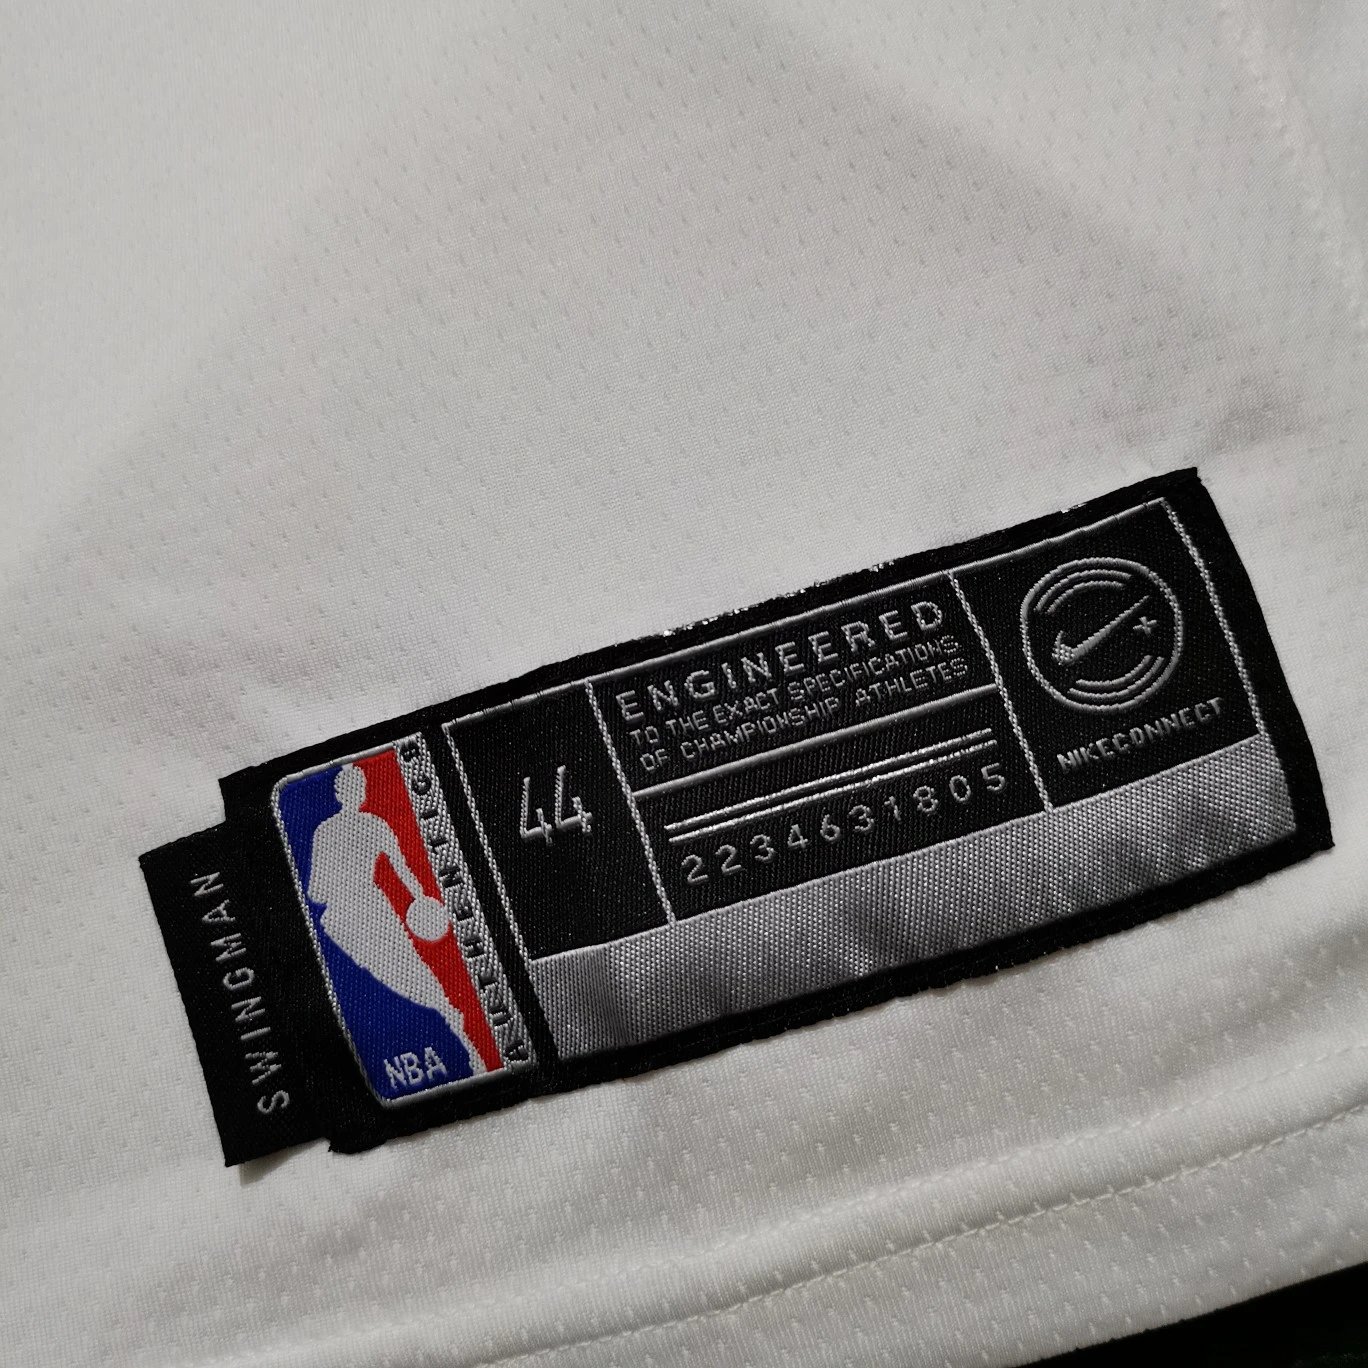 SWINGMAN
NBA
AUTHENTICS
44
ENGINEERED
TO THE EXACT SPECIFICATIONS
OF CHAMPIONSHIP ATHLETES
2234631805
NIKECONNECT